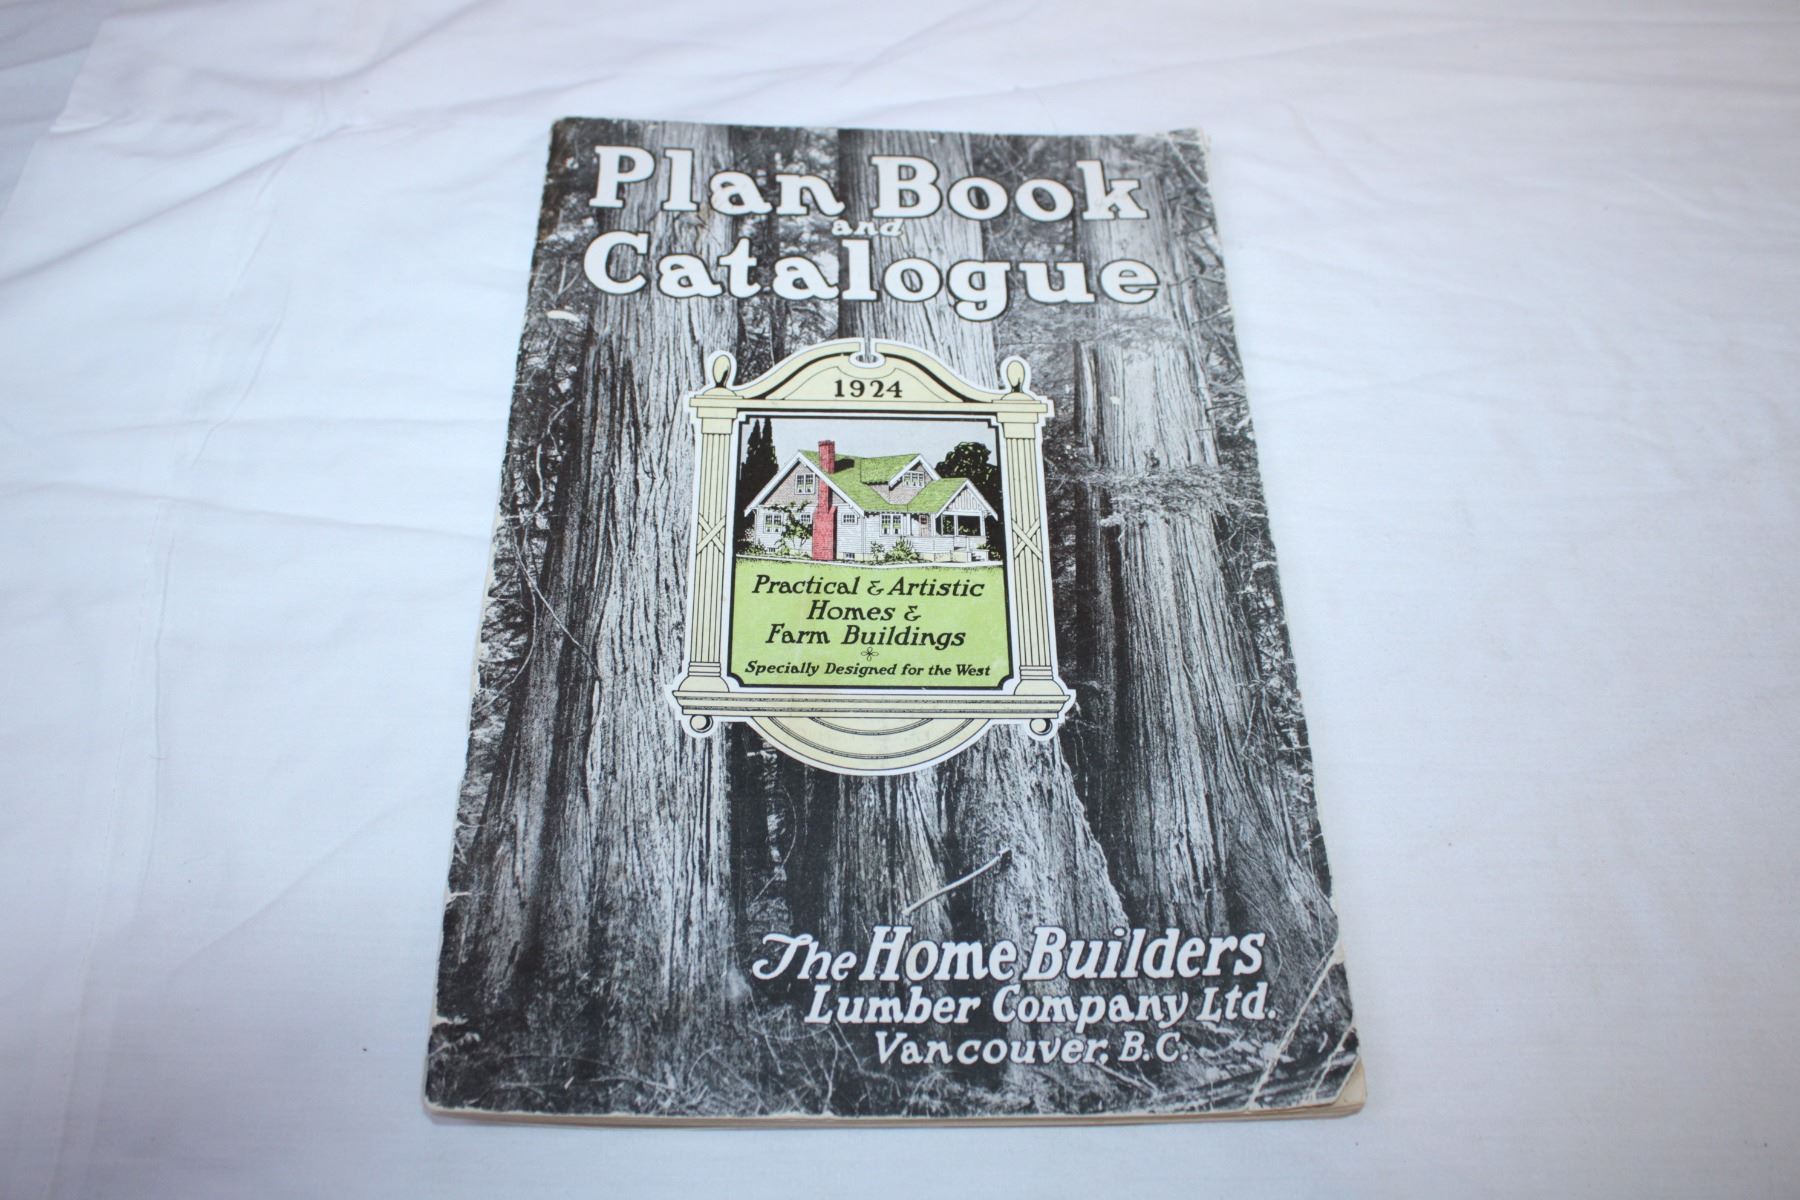 Plan Book
and
Catalogue
1924
Practical & Artistic
Homes &
Farm Buildings
Specially Designed for the West
The Home Builders
Lumber Company Ltd.
Vancouver, B.C.